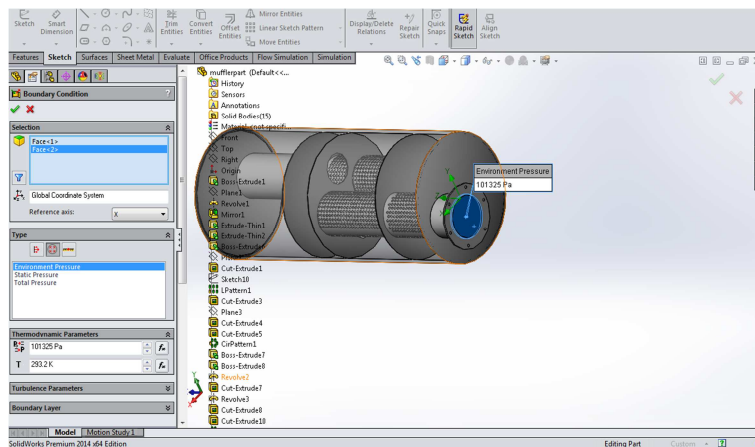 Sketch
Smart Dimension
Trim Entities
Convert Entities
Offset Entities
Mirror Entities
Linear Sketch Pattern
Move Entities
Display/Delete Relations
Repair Sketch
Quick Snaps
Rapid Sketch
Align Sketch
Features Sketch Surfaces Sheet Metal Evaluate Office Products Flow Simulation Simulation
Boundary Condition ?
Selection
Face<1>
Face<2>
Global Coordinate System
Reference axis: X
Type
Environment Pressure
Static Pressure
Total Pressure
Thermodynamic Parameters
101325 Pa
T 293.2 K
Turbulence Parameters
Boundary Layer
mufflerpart (Default<<...
History
Sensors
Annotations
Solid Bodies(15)
Material <not specifi...
Front
Top
Right
Origin
Boss-Extrude1
Plane1
Revolve1
Mirror1
Extrude-Thin1
Extrude-Thin2
Cut-Extrude1
Sketch10
LPattern1
Cut-Extrude3
Plane3
Cut-Extrude4
Cut-Extrude5
CirPattern1
Boss-Extrude7
Boss-Extrude8
Revolve2
Cut-Extrude7
Revolve3
Cut-Extrude8
Cut-Extrude10
Environment Pressure
101325 Pa
Model Motion Study 1
SolidWorks Premium 2014 x64 Edition
Editing Part
Custom